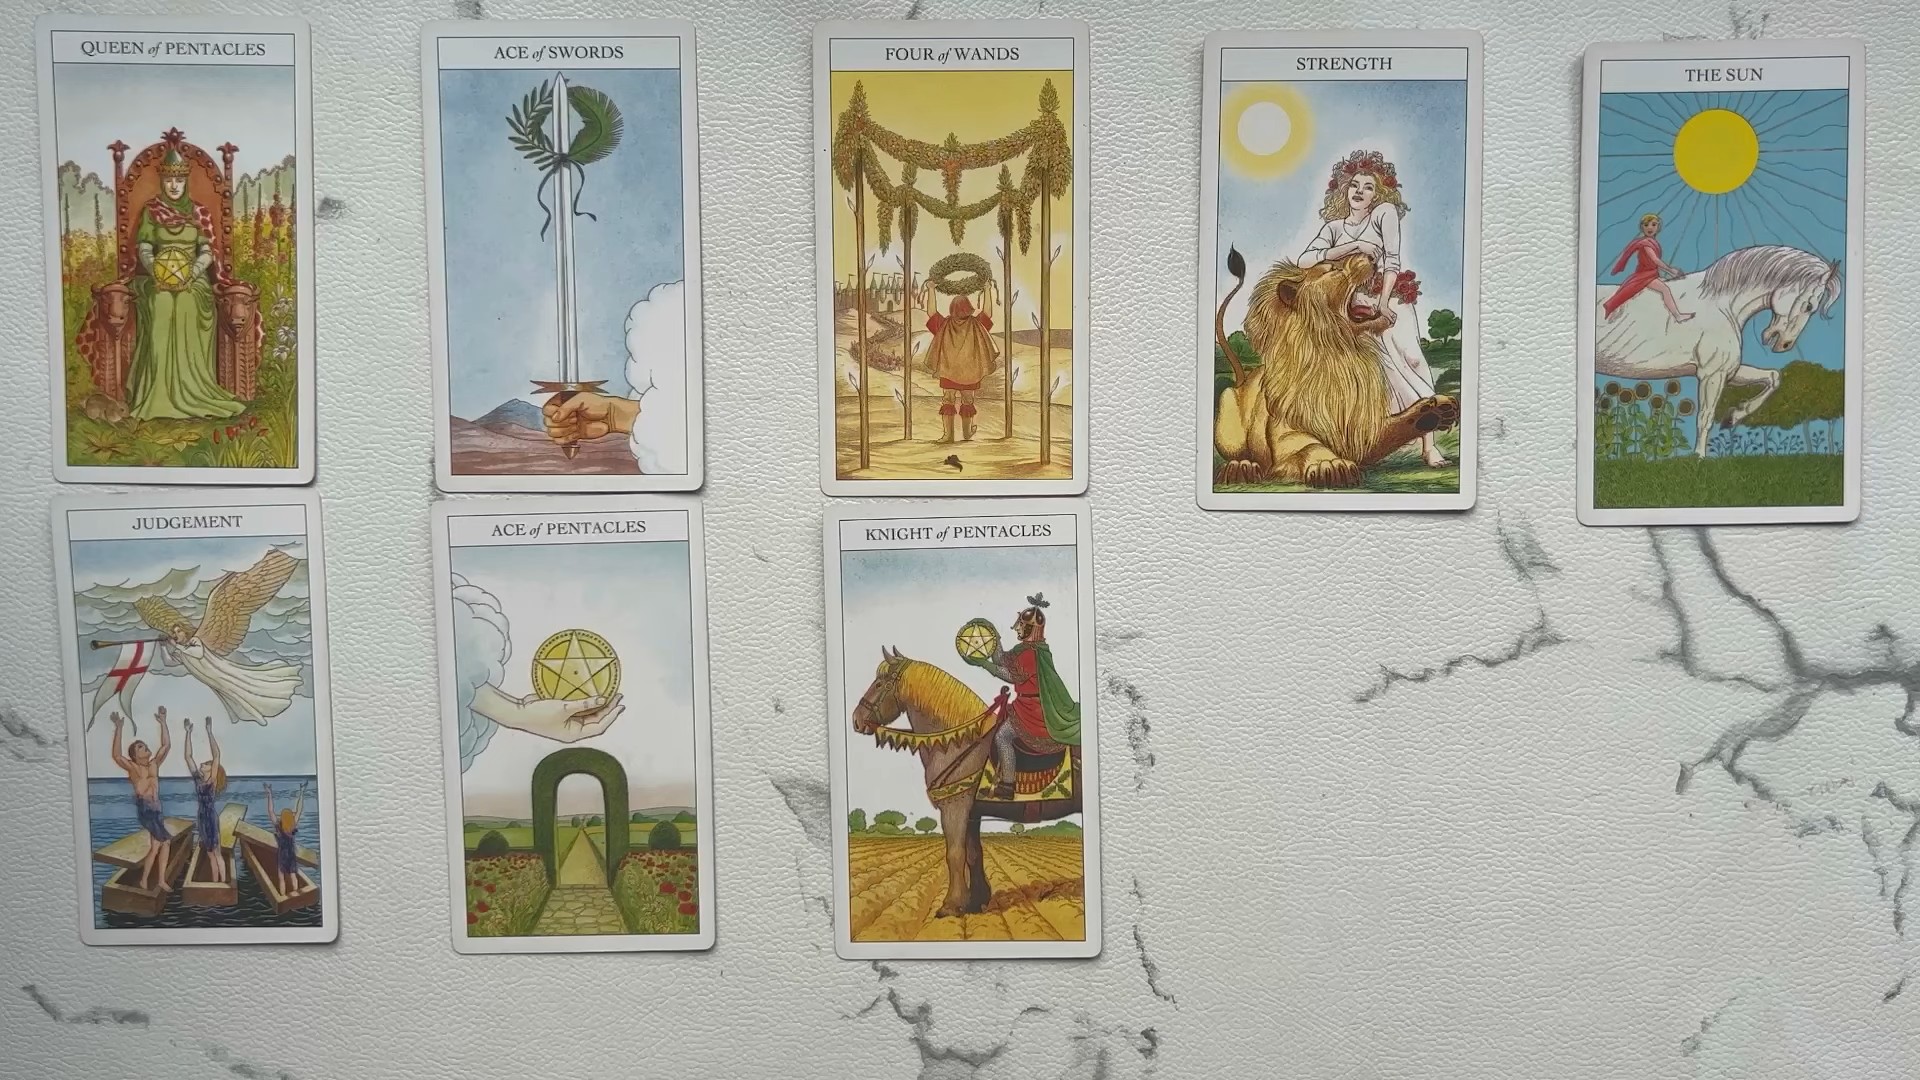 QUEEN of PENTACLES
ACE of SWORDS
FOUR of WANDS
STRENGTH
THE SUN
JUDGEMENT
ACE of PENTACLES
KNIGHT of PENTACLES